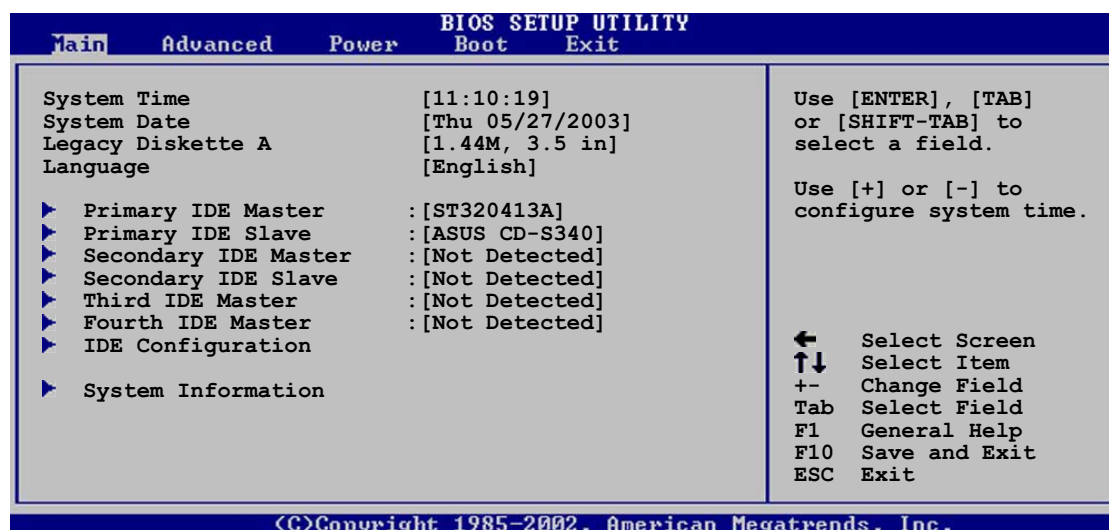 BIOS SETUP UTILITY
Main Advanced Power Boot Exit
System Time [11:10:19]
System Date [Thu 05/27/2003]
Legacy Diskette A [1.44M, 3.5 in]
Language [English]
Primary IDE Master :[ST320413A]
Primary IDE Slave :[ASUS CD-S340]
Secondary IDE Master :[Not Detected]
Secondary IDE Slave :[Not Detected]
Third IDE Master :[Not Detected]
Fourth IDE Master :[Not Detected]
IDE Configuration
System Information
Use [ENTER], [TAB]
or [SHIFT-TAB] to
select a field.
Use [+] or [-] to
configure system time.
← Select Screen
↑↓ Select Item
+- Change Field
Tab Select Field
F1 General Help
F10 Save and Exit
ESC Exit
(C)Copyright 1985-2002, American Megatrends, Inc.